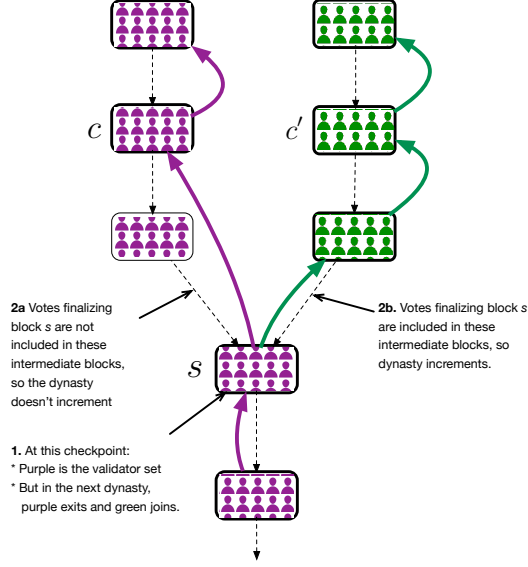 c
c′
2a Votes finalizing
block s are not
included in these
intermediate blocks,
so the dynasty
doesn't increment
2b. Votes finalizing block s
are included in these
intermediate blocks, so
dynasty increments.
s
1. At this checkpoint:
* Purple is the validator set
* But in the next dynasty,
purple exits and green joins.